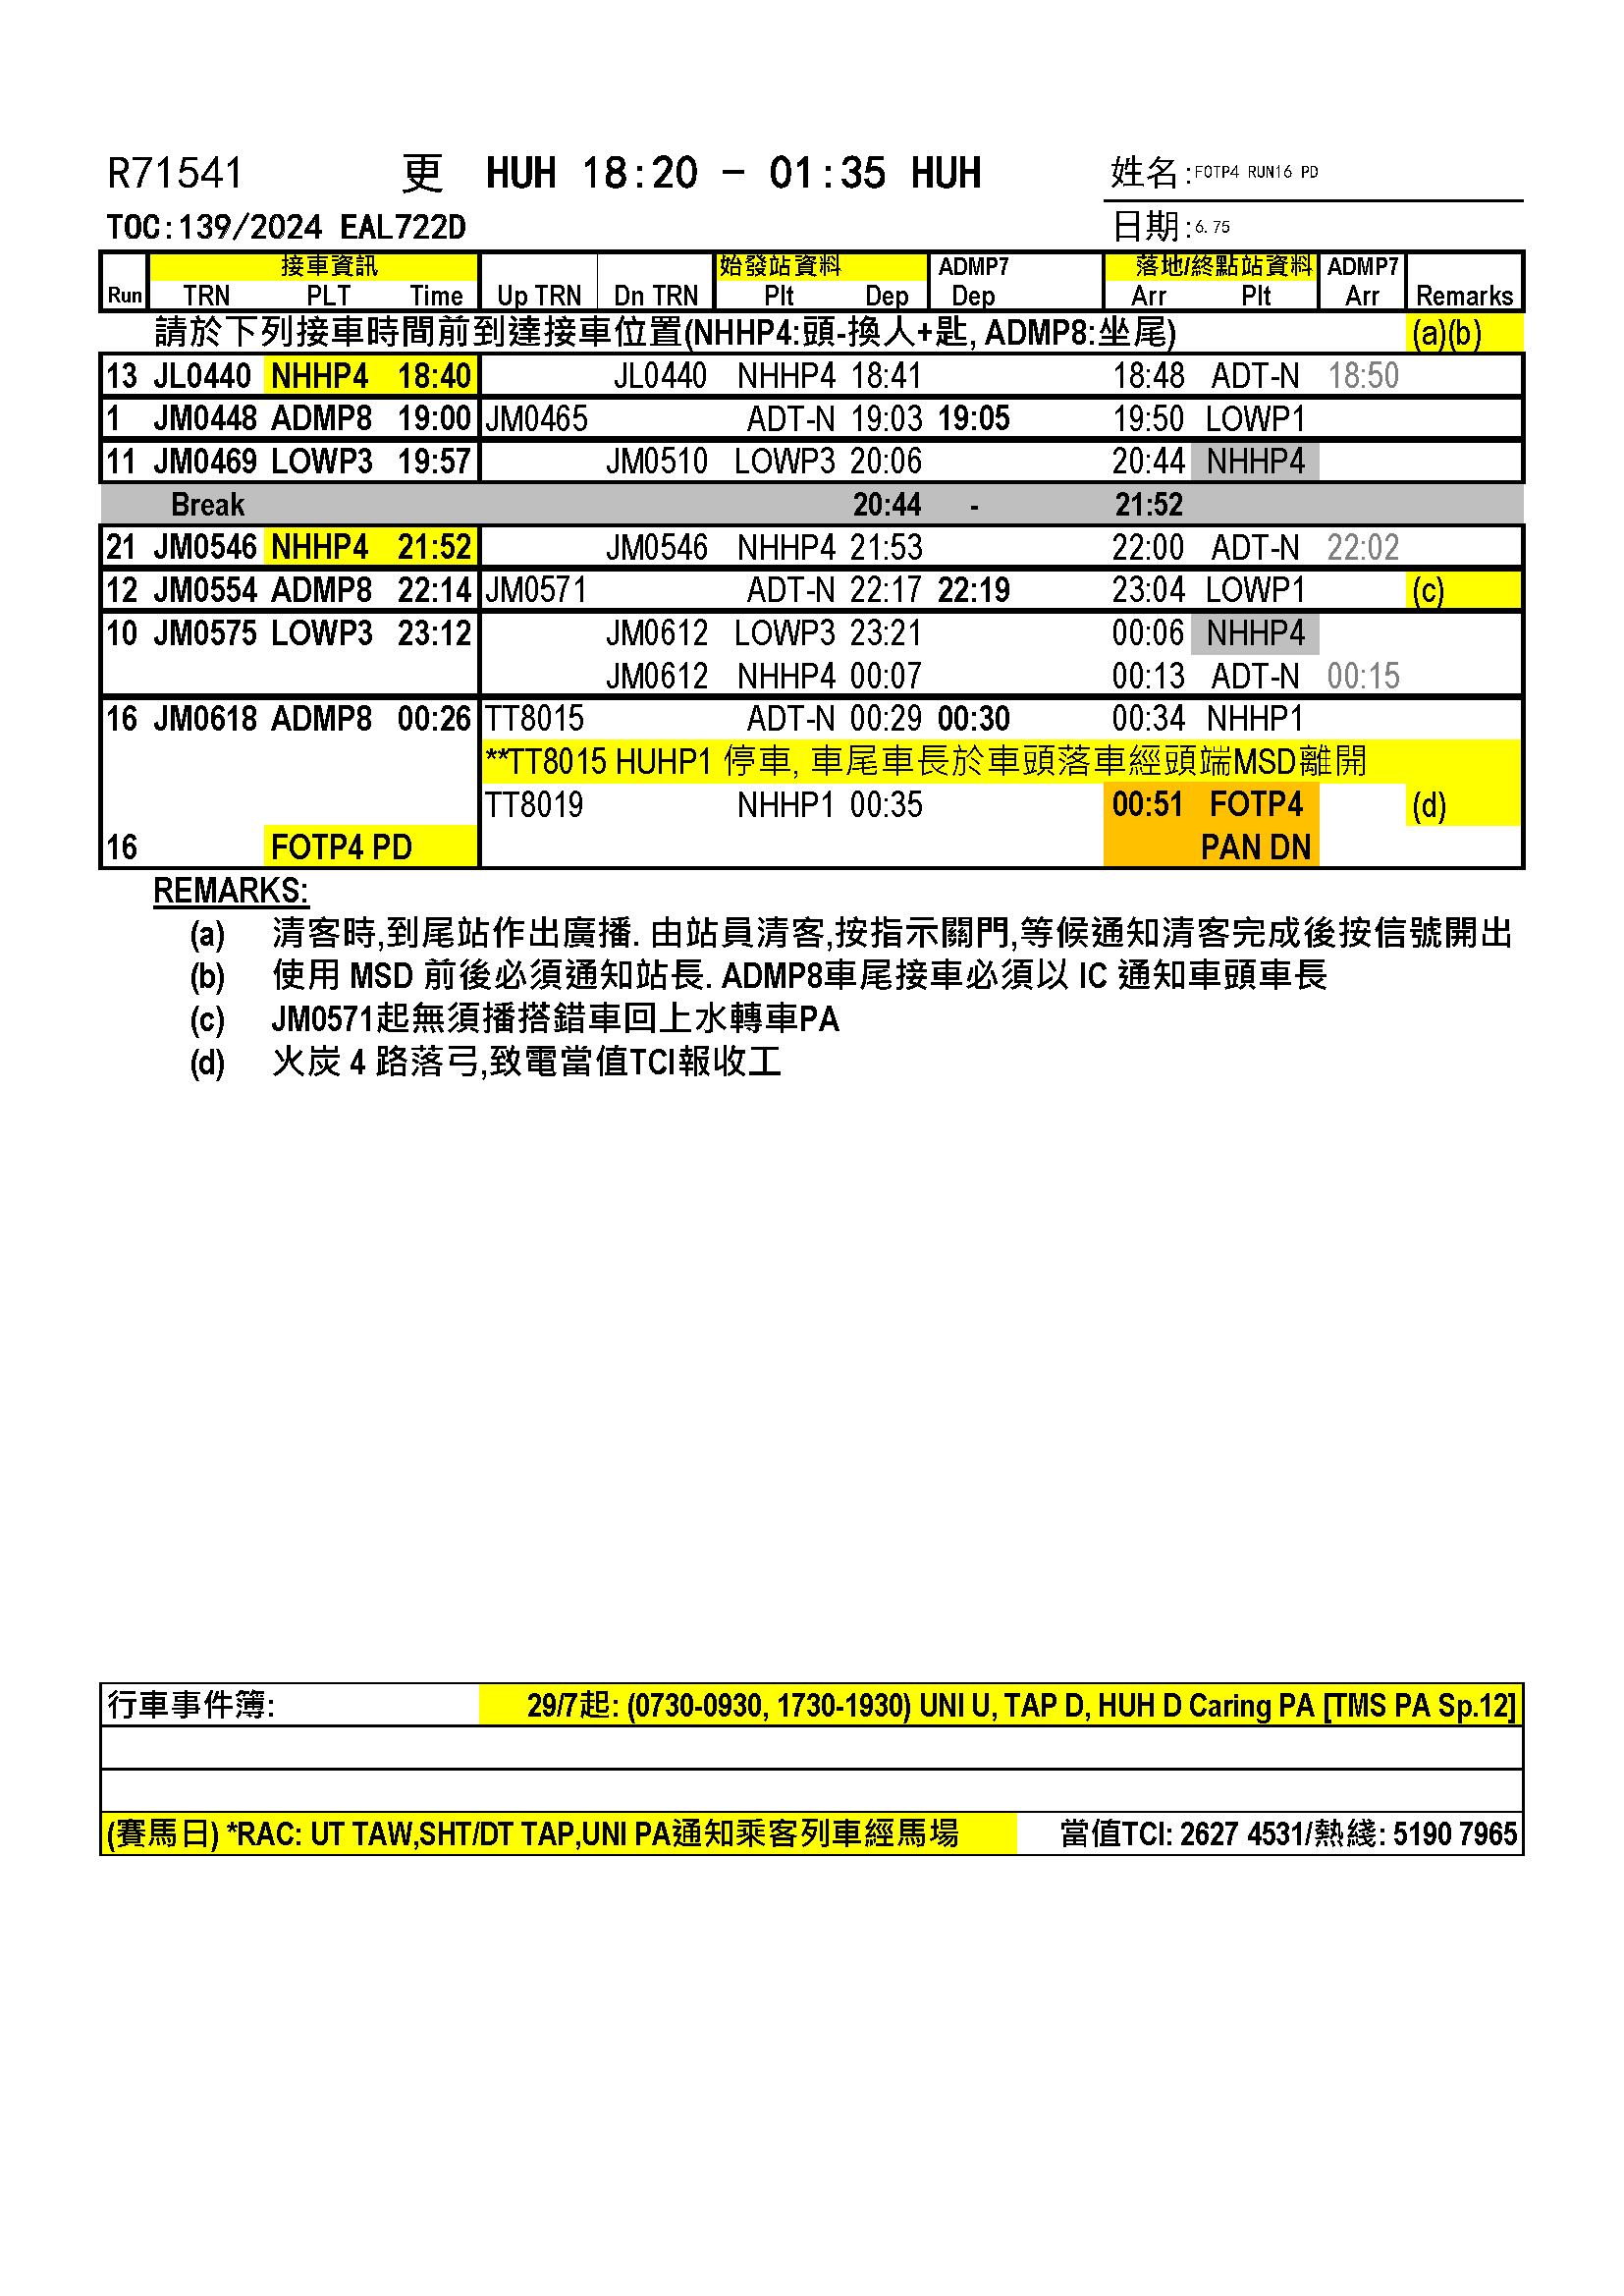 R71541 更 HUH 18:20 - 01:35 HUH 姓名:FOTP4 RUN16 PD
TOC:139/2024 EAL722D 日期:6.75
接車資訊 始發站資料 ADMP7 落地/終點站資料 ADMP7
Run TRN PLT Time Up TRN Dn TRN Plt Dep Dep Arr Plt Arr Remarks
請於下列接車時間前到達接車位置(NHHP4:頭-換人+匙, ADMP8:坐尾) (a)(b)
13 JL0440 NHHP4 18:40 JL0440 NHHP4 18:41 18:48 ADT-N 18:50
1 JM0448 ADMP8 19:00 JM0465 ADT-N 19:03 19:05 19:50 LOWP1
11 JM0469 LOWP3 19:57 JM0510 LOWP3 20:06 20:44 NHHP4
Break 20:44 - 21:52
21 JM0546 NHHP4 21:52 JM0546 NHHP4 21:53 22:00 ADT-N 22:02
12 JM0554 ADMP8 22:14 JM0571 ADT-N 22:17 22:19 23:04 LOWP1 (c)
10 JM0575 LOWP3 23:12 JM0612 LOWP3 23:21 00:06 NHHP4
JM0612 NHHP4 00:07 00:13 ADT-N 00:15
16 JM0618 ADMP8 00:26 TT8015 ADT-N 00:29 00:30 00:34 NHHP1
**TT8015 HUHP1 停車, 車尾車長於車頭落車經頭端MSD離開
TT8019 NHHP1 00:35 00:51 FOTP4 (d)
16 FOTP4 PD PAN DN
REMARKS:
(a) 清客時,到尾站作出廣播. 由站員清客,按指示關門,等候通知清客完成後按信號開出
(b) 使用 MSD 前後必須通知站長. ADMP8車尾接車必須以 IC 通知車頭車長
(c) JM0571起無須播搭錯車回上水轉車PA
(d) 火炭 4 路落弓,致電當值TCI報收工
行車事件簿: 29/7起: (0730-0930, 1730-1930) UNI U, TAP D, HUH D Caring PA [TMS PA Sp.12]
(賽馬日) *RAC: UT TAW,SHT/DT TAP,UNI PA通知乘客列車經馬場 當值TCI: 2627 4531/熱綫: 5190 7965